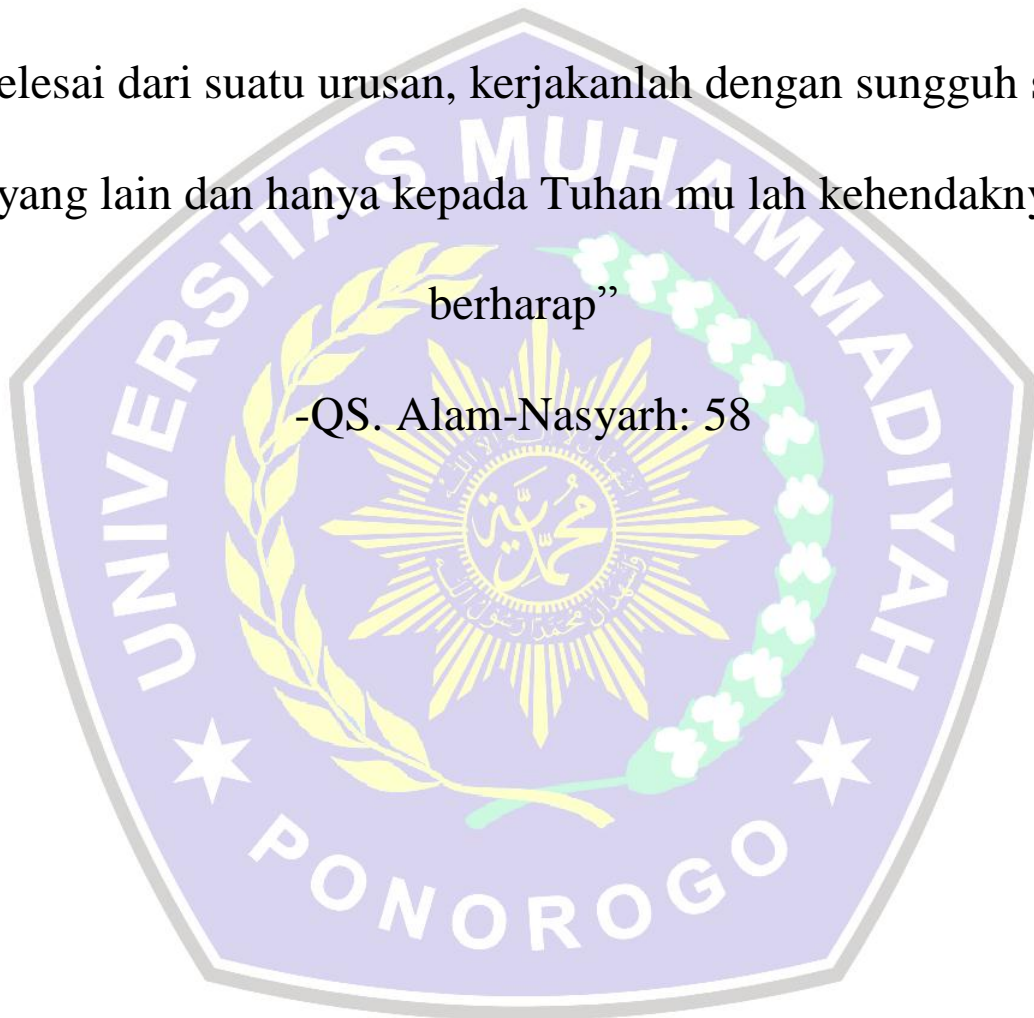 elesai dari suatu urusan, kerjakanlah dengan sungguh s
yang lain dan hanya kepada Tuhan mu lah kehendakny
berharap”
-QS. Alam-Nasyarh: 58
UNIVERSITAS MUHAMMADIYAH
PONOROGO
محمدية